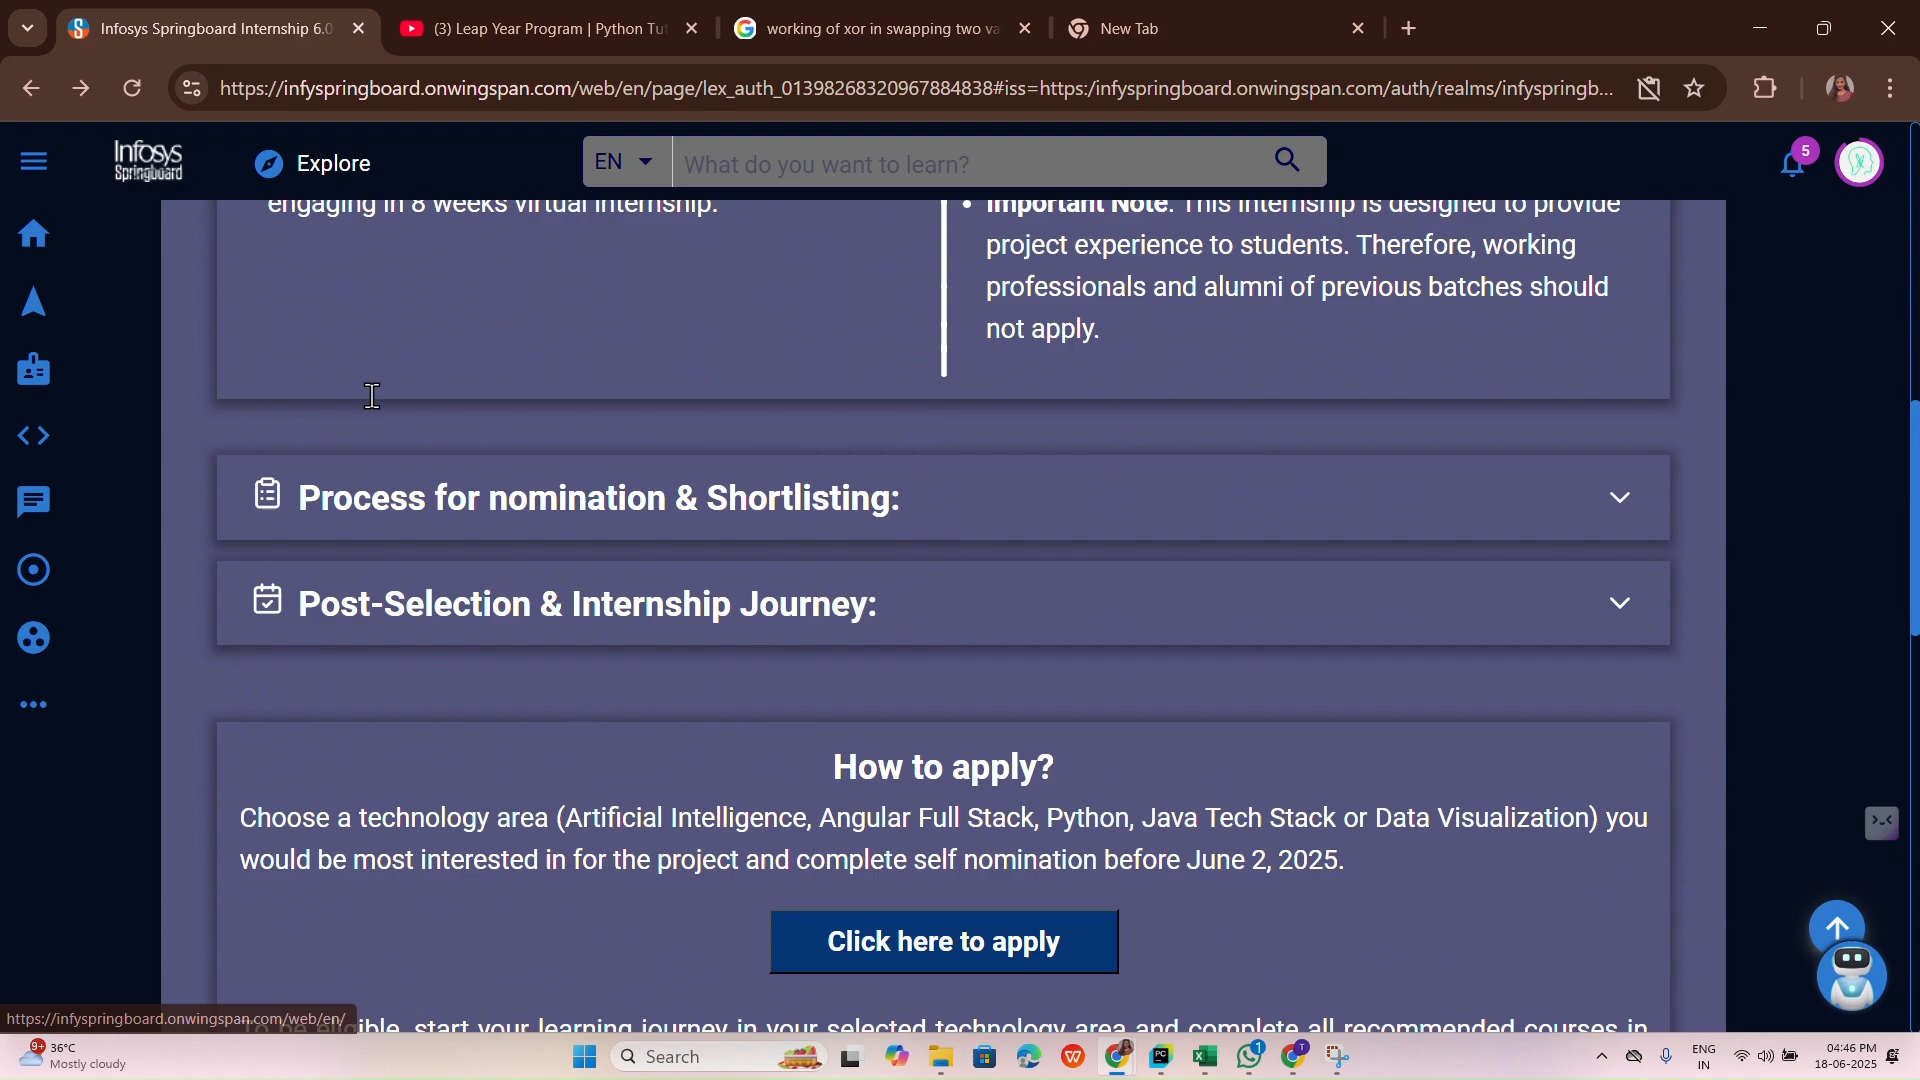 Infosys Springboard Internship 6.0
(3) Leap Year Program | Python Tut
working of xor in swapping two va
New Tab
https://infyspringboard.onwingspan.com/web/en/page/lex_auth_01398268320967884838#iss=https:/infyspringboard.onwingspan.com/auth/realms/infyspringb...
Infosys
Springboard
Explore
EN
What do you want to learn?
5
engaging in 8 weeks virtual internship.
Important Note. This internship is designed to provide
project experience to students. Therefore, working
professionals and alumni of previous batches should
not apply.
Process for nomination & Shortlisting:
Post-Selection & Internship Journey:
How to apply?
Choose a technology area (Artificial Intelligence, Angular Full Stack, Python, Java Tech Stack or Data Visualization) you
would be most interested in for the project and complete self nomination before June 2, 2025.
Click here to apply
To be eligible, start your learning journey in your selected technology area and complete all recommended courses in
https://infyspringboard.onwingspan.com/web/en/
9+
36°C
Mostly cloudy
Search
PC
1
T
ENG
IN
04:46 PM
18-06-2025